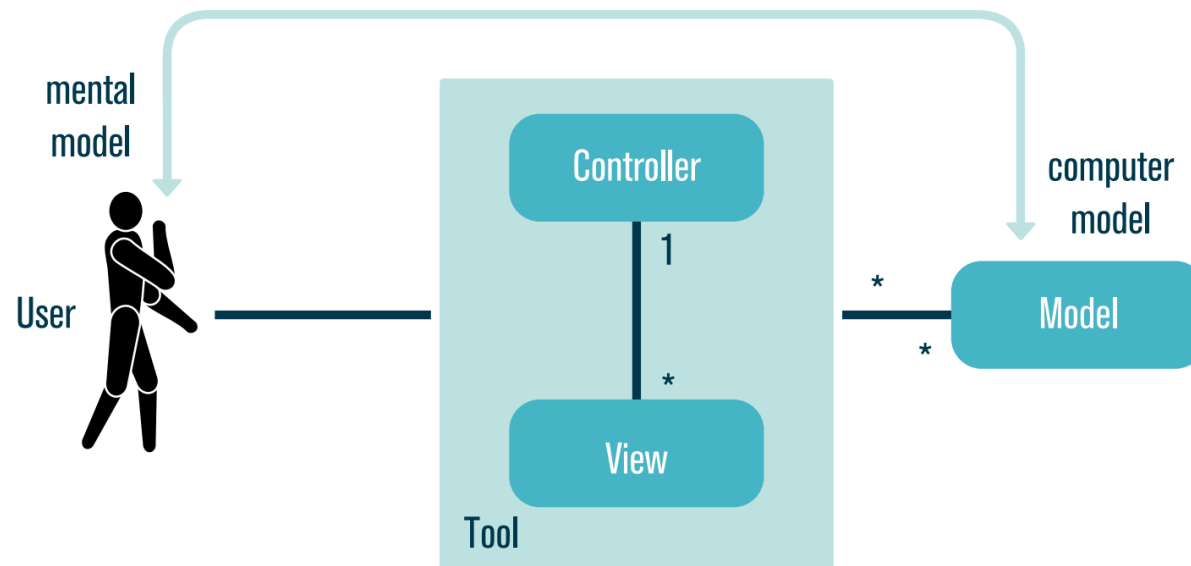 mental
model
Controller
computer
model
1
*
User
Model
*
*
View
Tool